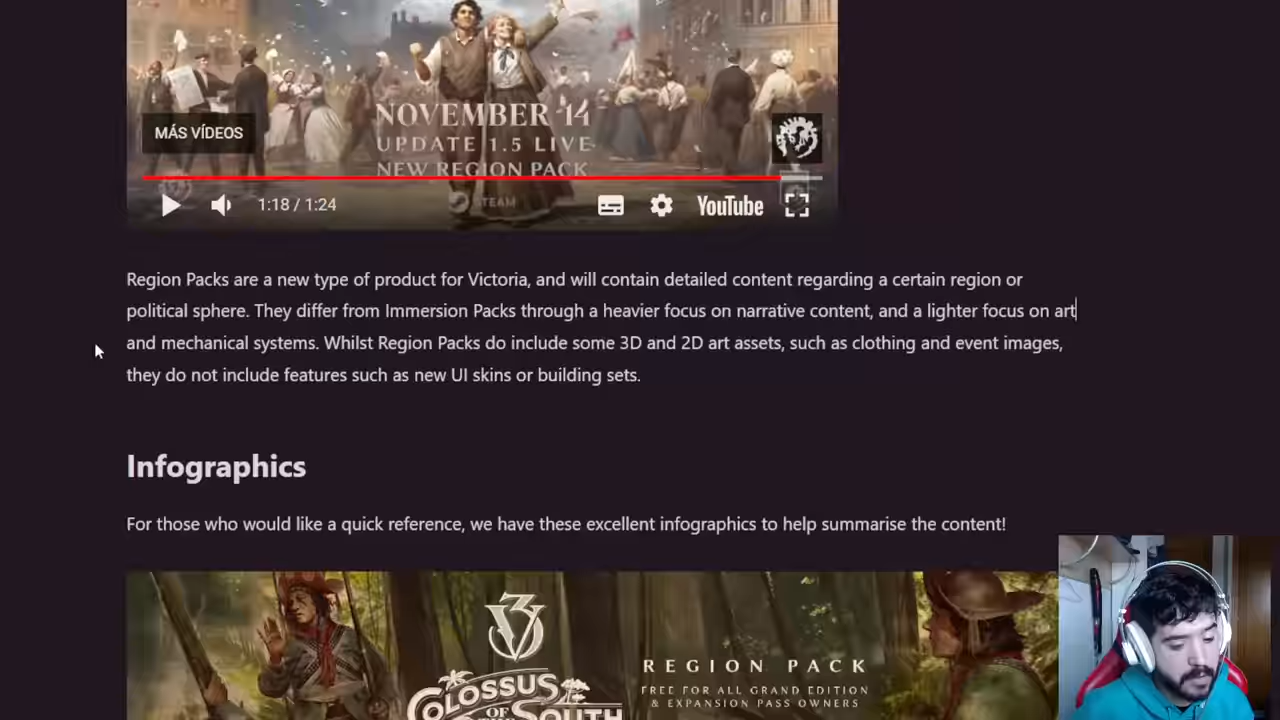 NOVEMBER 14
UPDATE 1.5 LIVE
NEW REGION PACK
MÁS VÍDEOS
1:18 / 1:24
STEAM
YouTube
Region Packs are a new type of product for Victoria, and will contain detailed content regarding a certain region or
political sphere. They differ from Immersion Packs through a heavier focus on narrative content, and a lighter focus on art
and mechanical systems. Whilst Region Packs do include some 3D and 2D art assets, such as clothing and event images,
they do not include features such as new UI skins or building sets.
Infographics
For those who would like a quick reference, we have these excellent infographics to help summarise the content!
V3
COLOSSUS
OF
THE SOUTH
REGION PACK
FREE FOR ALL GRAND EDITION
& EXPANSION PASS OWNERS